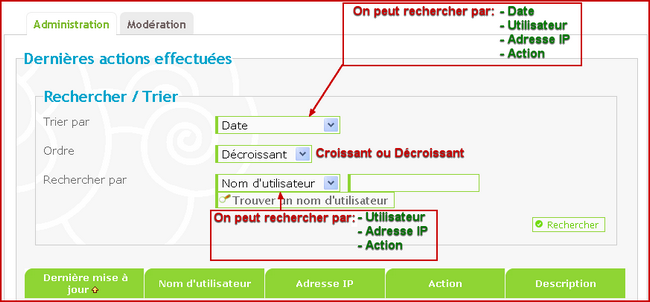 On peut rechercher par: - Date
- Utilisateur
- Adresse IP
- Action
Administration Modération
Dernières actions effectuées
Rechercher / Trier
Trier par Date
Ordre Décroissant Croissant ou Décroissant
Rechercher par Nom d'utilisateur
Trouver un nom d'utilisateur
On peut rechercher par: - Utilisateur
- Adresse IP
- Action
Rechercher
Dernière mise à jour Nom d'utilisateur Adresse IP Action Description